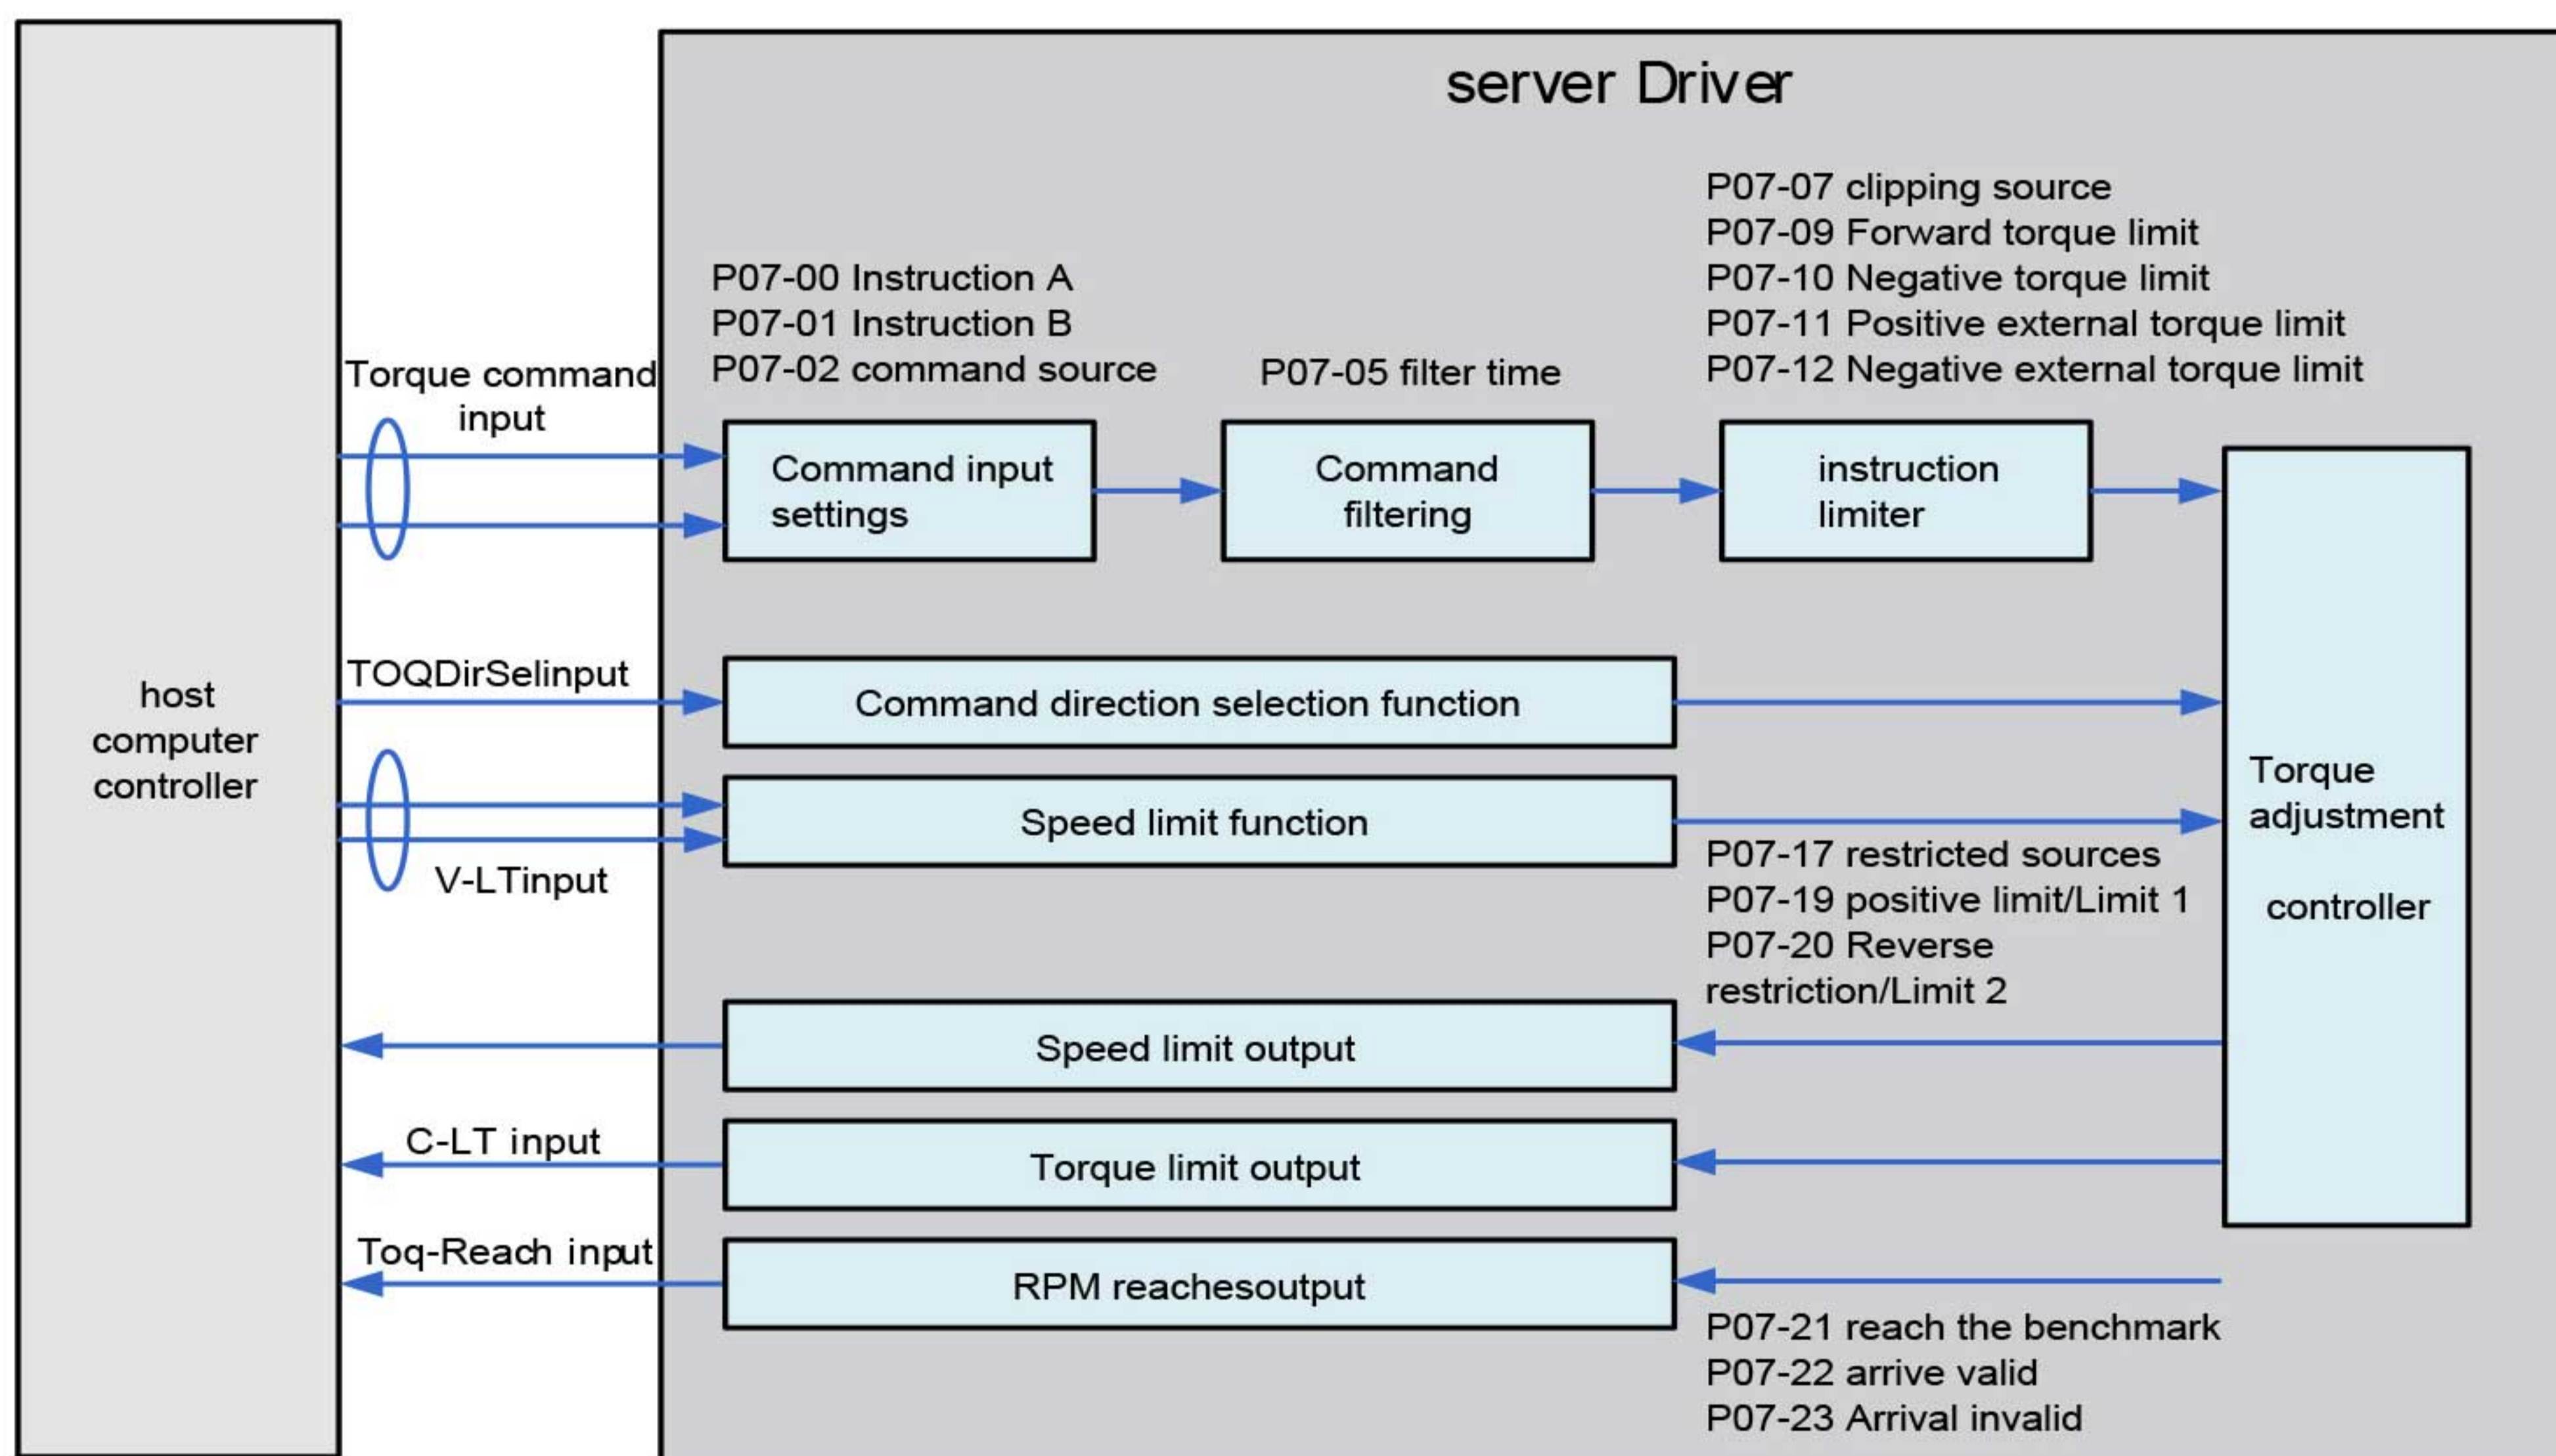 server Driver
P07-07 clipping source
P07-09 Forward torque limit
P07-10 Negative torque limit
P07-11 Positive external torque limit
P07-12 Negative external torque limit
P07-00 Instruction A
P07-01 Instruction B
P07-02 command source
P07-05 filter time
Torque command
input
Command input
settings
Command
filtering
instruction
limiter
host
computer
controller
TOQDirSelinput
Command direction selection function
Speed limit function
V-LTinput
Torque
adjustment
controller
P07-17 restricted sources
P07-19 positive limit/Limit 1
P07-20 Reverse
restriction/Limit 2
Speed limit output
C-LT input
Torque limit output
Toq-Reach input
RPM reachesoutput
P07-21 reach the benchmark
P07-22 arrive valid
P07-23 Arrival invalid